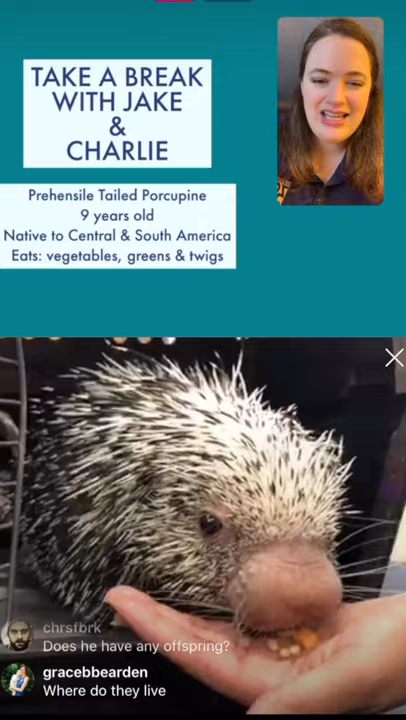 TAKE A BREAK
WITH JAKE
&
CHARLIE
Prehensile Tailed Porcupine
9 years old
Native to Central & South America
Eats: vegetables, greens & twigs
chrsfbrk
Does he have any offspring?
gracebbearden
Where do they live